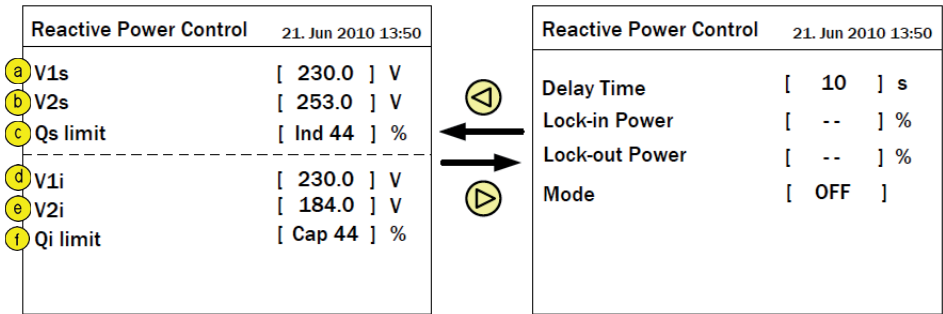 Reactive Power Control 21. Jun 2010 13:50
a V1s [ 230.0 ] V
b V2s [ 253.0 ] V
c Qs limit [ Ind 44 ] %
d V1i [ 230.0 ] V
e V2i [ 184.0 ] V
f Qi limit [ Cap 44 ] %
Reactive Power Control 21. Jun 2010 13:50
Delay Time [ 10 ] s
Lock-in Power [ -- ] %
Lock-out Power [ -- ] %
Mode [ OFF ]